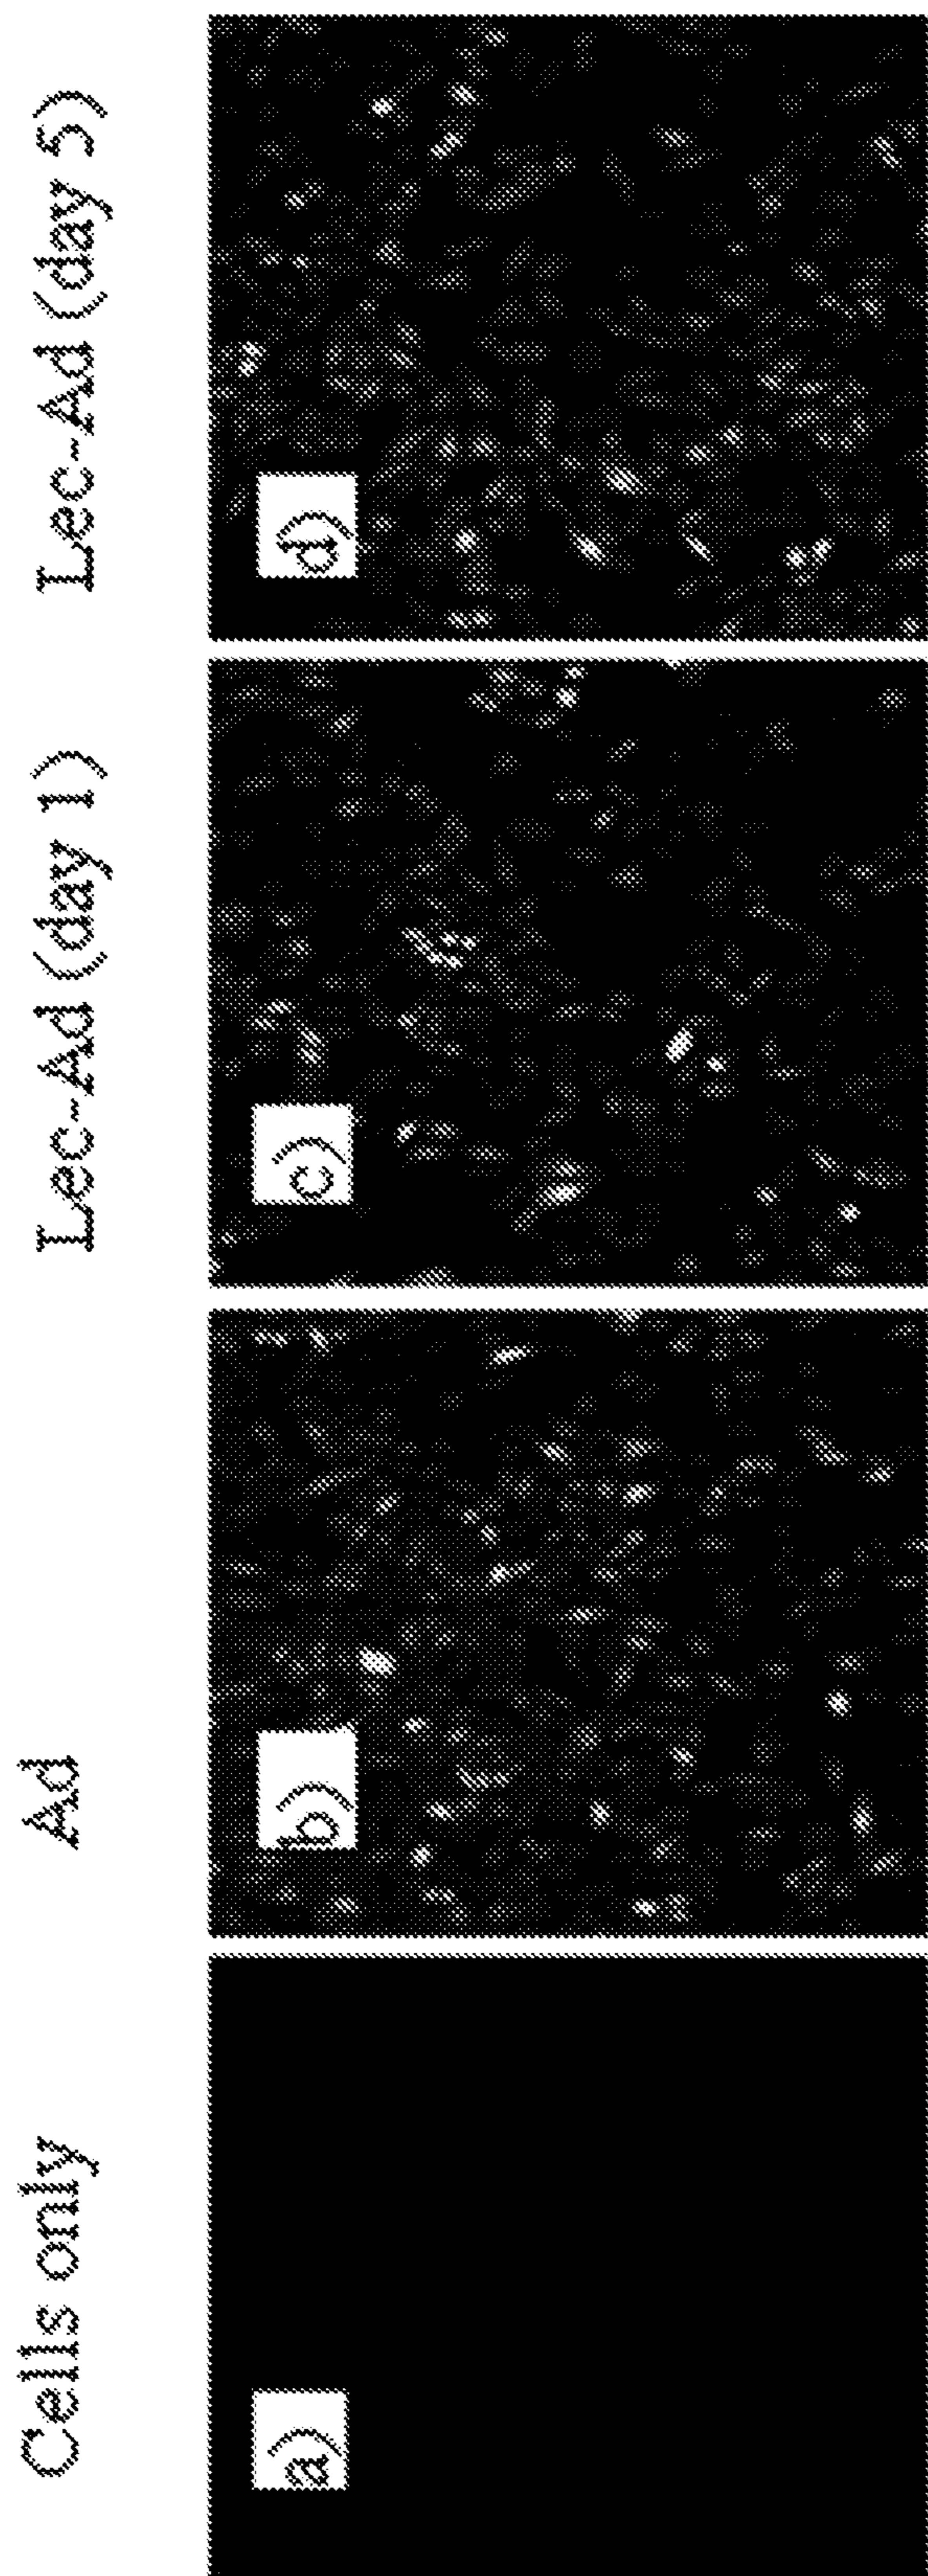 Cells only
Ad
Lec-Ad (day 1)
Lec-Ad (day 5)
a)
b)
c)
d)